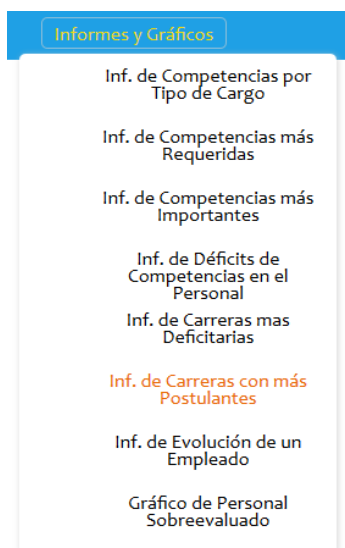 Informes y Gráficos
Inf. de Competencias por
Tipo de Cargo
Inf. de Competencias más
Requeridas
Inf. de Competencias más
Importantes
Inf. de Déficits de
Competencias en el
Personal
Inf. de Carreras mas
Deficitarias
Inf. de Carreras con más
Postulantes
Inf. de Evolución de un
Empleado
Gráfico de Personal
Sobreevaluado